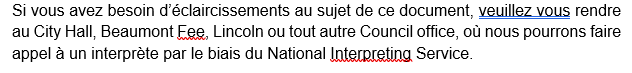 Si vous avez besoin d'éclaircissements au sujet de ce document, veuillez vous rendre
au City Hall, Beaumont Fee, Lincoln ou tout autre Council office, où nous pourrons faire
appel à un interprète par le biais du National Interpreting Service.